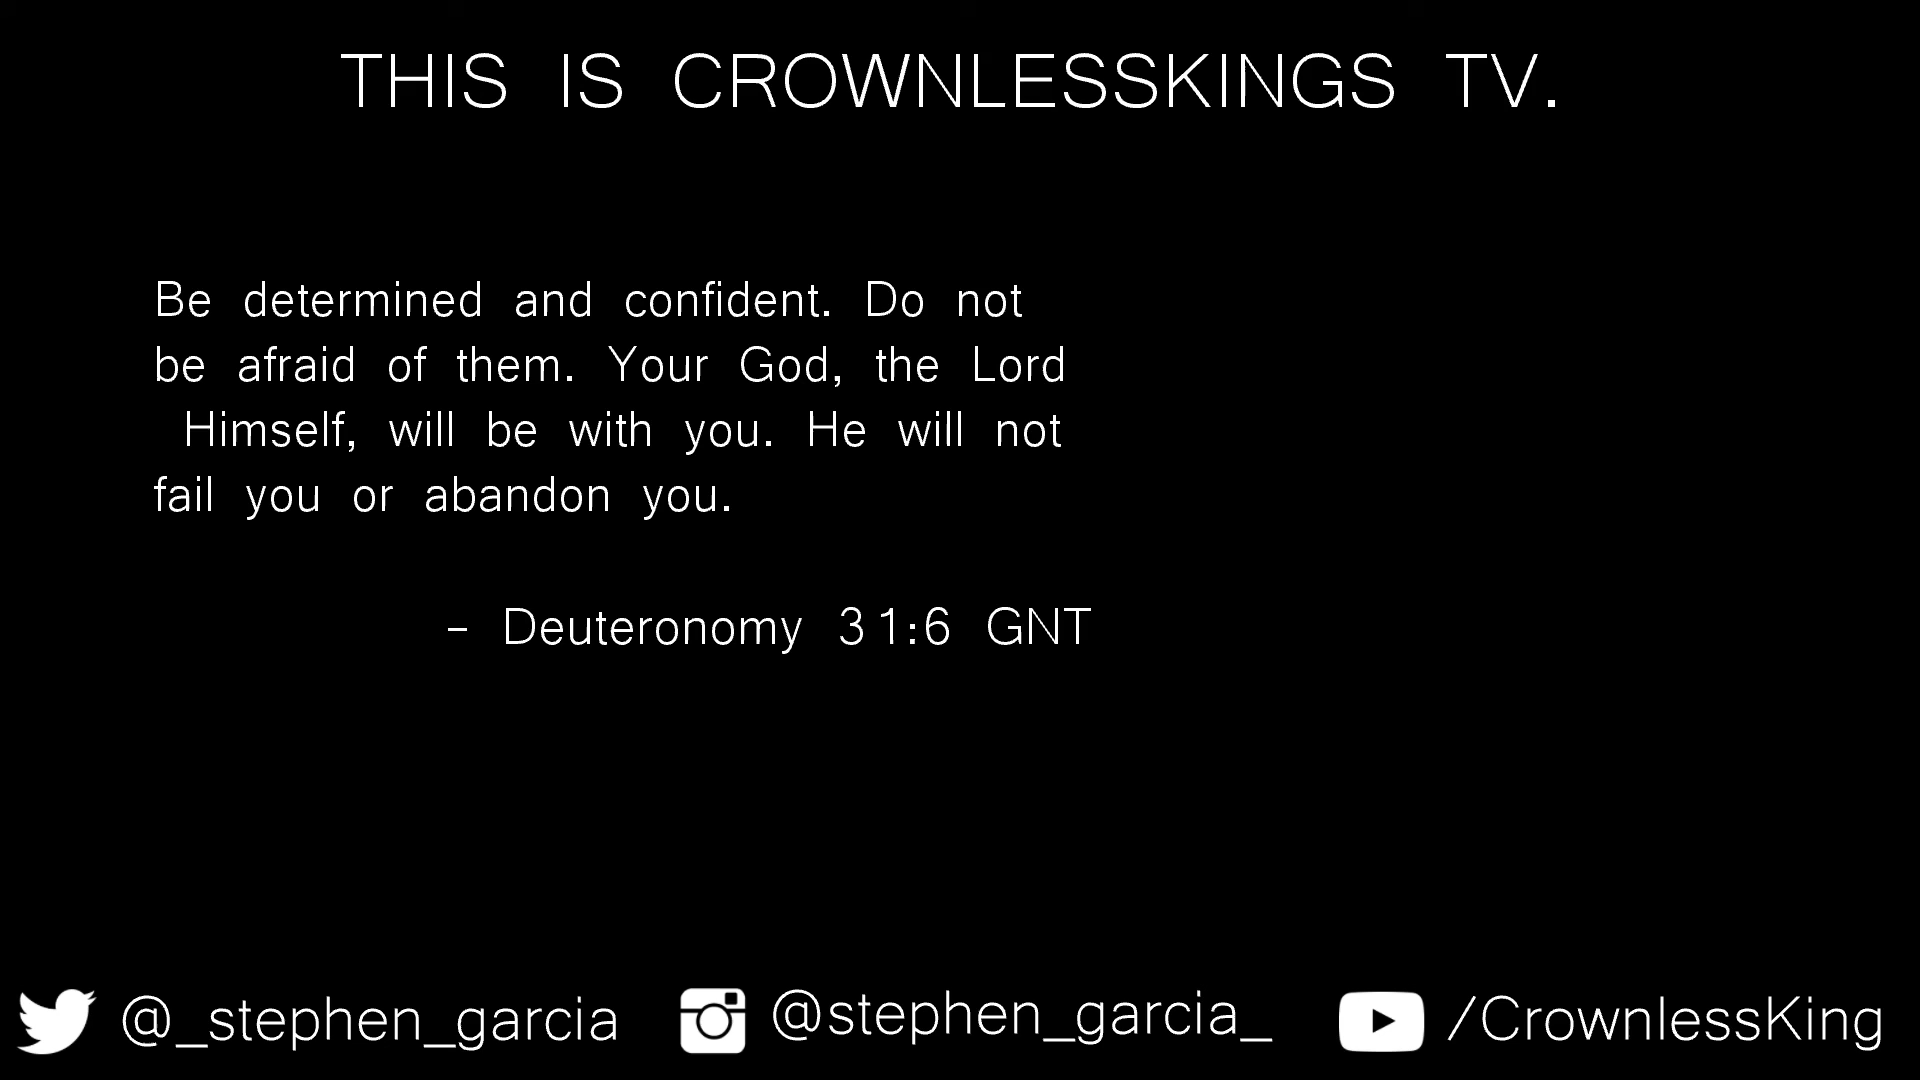 THIS IS CROWNLESSKINGS TV.
Be determined and confident. Do not
be afraid of them. Your God, the Lord
Himself, will be with you. He will not
fail you or abandon you.
- Deuteronomy 31:6 GNT
@_stephen_garcia
@stephen_garcia_
/CrownlessKing